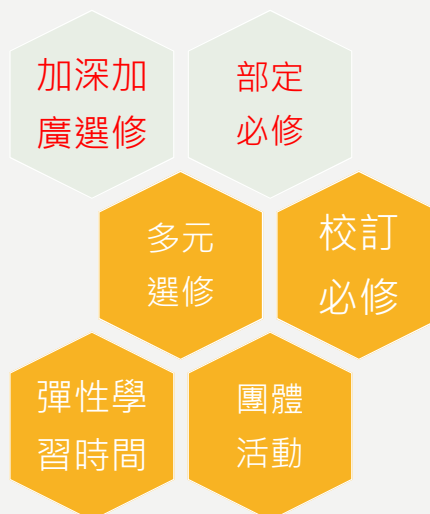 加深加
廣選修
部定
必修
多元
選修
校訂
必修
彈性學
習時間
團體
活動